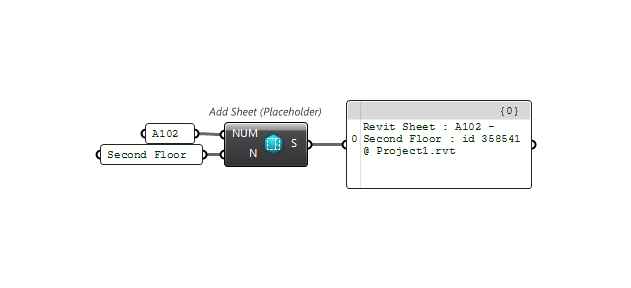 Add Sheet (Placeholder)
{0}
A102
NUM
Second Floor
N
S
0
Revit Sheet : A102 -
Second Floor : id 358541
@ Project1.rvt